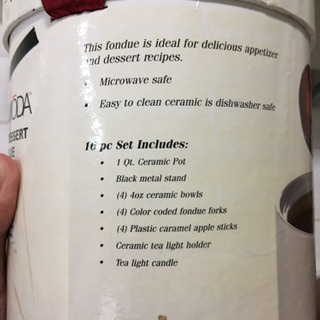 This fondue is ideal for delicious appetizer
and dessert recipes.
• Microwave safe
• Easy to clean ceramic is dishwasher safe
16 pc Set Includes:
• 1 Qt. Ceramic Pot
• Black metal stand
• (4) 4oz ceramic bowls
• (4) Color coded fondue forks
• (4) Plastic caramel apple sticks
• Ceramic tea light holder
• Tea light candle